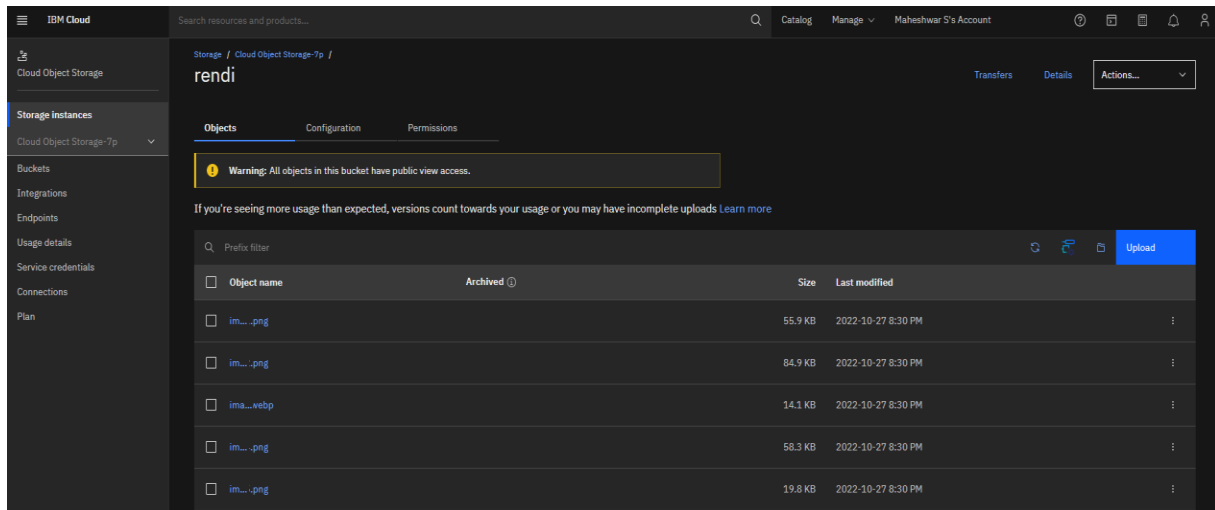 IBM Cloud
Search resources and products...
Catalog
Manage
Maheshwar S's Account
Cloud Object Storage
Storage instances
Cloud Object Storage-7p
Buckets
Integrations
Endpoints
Usage details
Service credentials
Connections
Plan
Storage / Cloud Object Storage-7p /
rendi
Transfers
Details
Actions...
Objects
Configuration
Permissions
Warning: All objects in this bucket have public view access.
If you're seeing more usage than expected, versions count towards your usage or you may have incomplete uploads Learn more
Prefix filter
Upload
Object name Archived Size Last modified
im... .png 55.9 KB 2022-10-27 8:30 PM
im... .png 84.9 KB 2022-10-27 8:30 PM
ima...webp 14.1 KB 2022-10-27 8:30 PM
im... .png 58.3 KB 2022-10-27 8:30 PM
im... .png 19.8 KB 2022-10-27 8:30 PM